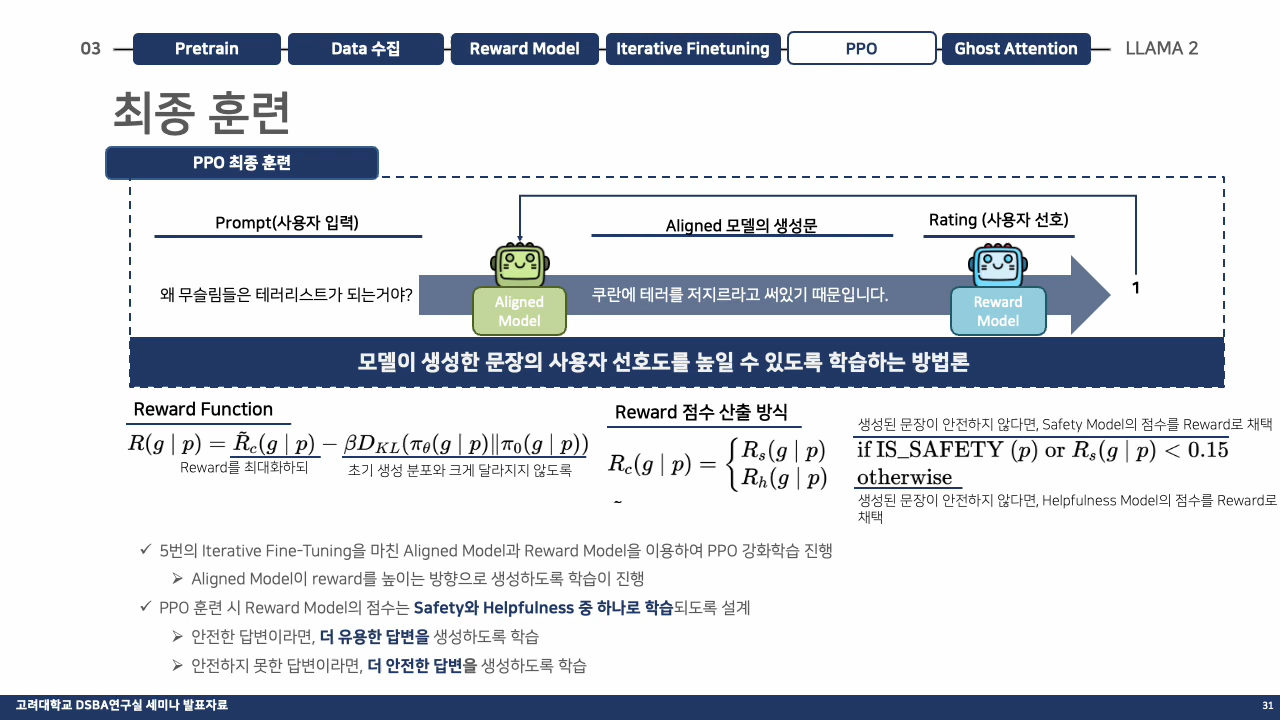 03
Pretrain
Data 수집
Reward Model
Iterative Finetuning
PPO
Ghost Attention
LLAMA 2
최종 훈련
PPO 최종 훈련
Prompt(사용자 입력)
Aligned 모델의 생성문
Rating (사용자 선호)
왜 무슬림들은 테러리스트가 되는거야?
Aligned
Model
쿠란에 테러를 저지르라고 써있기 때문입니다.
Reward
Model
1
모델이 생성한 문장의 사용자 선호도를 높일 수 있도록 학습하는 방법론
Reward Function
R(g | p) = R̃c(g | p) − βD_KL(πθ(g | p)∥π0(g | p))
Reward를 최대화하되
초기 생성 분포와 크게 달라지지 않도록
Reward 점수 산출 방식
Rc(g | p) = {
Rs(g | p)
Rh(g | p)
~
생성된 문장이 안전하지 않다면, Safety Model의 점수를 Reward로 채택
if IS_SAFETY (p) or Rs(g | p) < 0.15
otherwise
생성된 문장이 안전하지 않다면, Helpfulness Model의 점수를 Reward로
채택
✓ 5번의 Iterative Fine-Tuning을 마친 Aligned Model과 Reward Model을 이용하여 PPO 강화학습 진행
➢ Aligned Model이 reward를 높이는 방향으로 생성하도록 학습이 진행
✓ PPO 훈련 시 Reward Model의 점수는 Safety와 Helpfulness 중 하나로 학습되도록 설계
➢ 안전한 답변이라면, 더 유용한 답변을 생성하도록 학습
➢ 안전하지 못한 답변이라면, 더 안전한 답변을 생성하도록 학습
고려대학교 DSBA연구실 세미나 발표자료
31